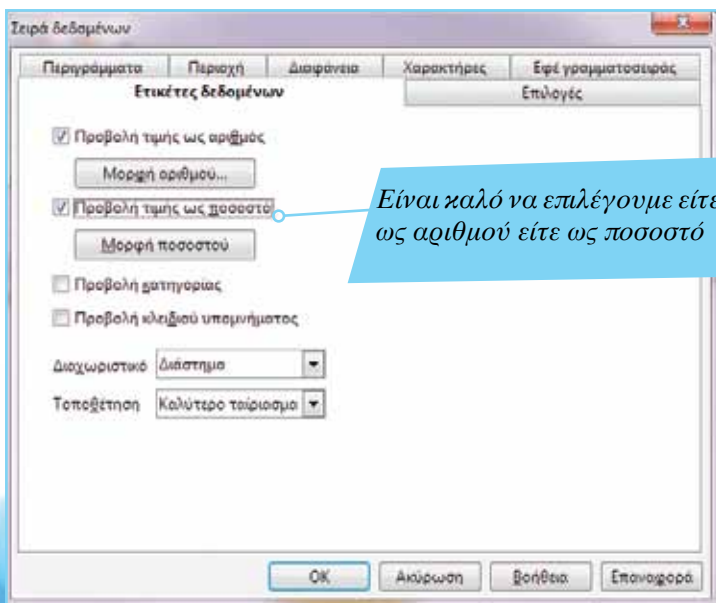 Σειρά δεδομένων
Περιγράμματα Περιοχή Διαφάνεια Χαρακτήρες Εφέ γραμματοσειράς
Ετικέτες δεδομένων Επιλογές
Προβολή τιμής ως αριθμός
Μορφή αριθμού...
Προβολή τιμής ως ποσοστό
Μορφή ποσοστού
Είναι καλό να επιλέγουμε είτε
ως αριθμού είτε ως ποσοστό
Προβολή κατηγορίας
Προβολή κλειδιού υπομνήματος
Διαχωριστικό Διάστημα
Τοποθέτηση Καλύτερο ταίριασμα
OK Ακύρωση Βοήθεια Επαναφορά